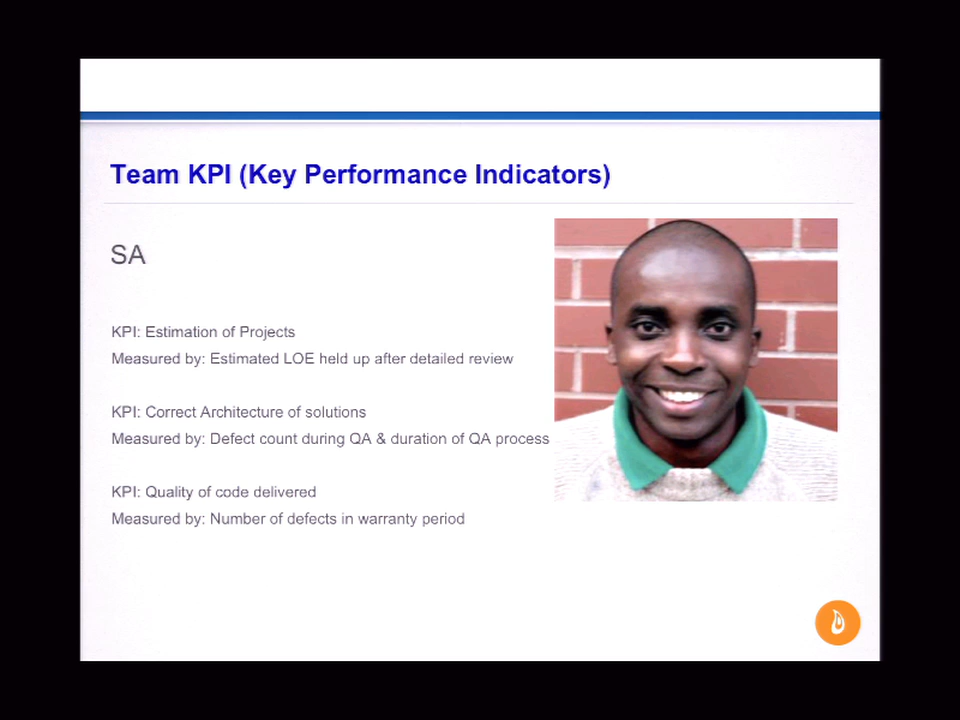 Team KPI (Key Performance Indicators)
SA
KPI: Estimation of Projects
Measured by: Estimated LOE held up after detailed review
KPI: Correct Architecture of solutions
Measured by: Defect count during QA & duration of QA process
KPI: Quality of code delivered
Measured by: Number of defects in warranty period